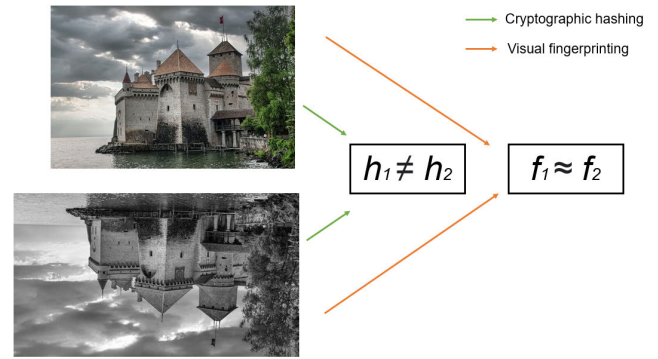 Cryptographic hashing
Visual fingerprinting
h1 ≠ h2
f1 ≈ f2